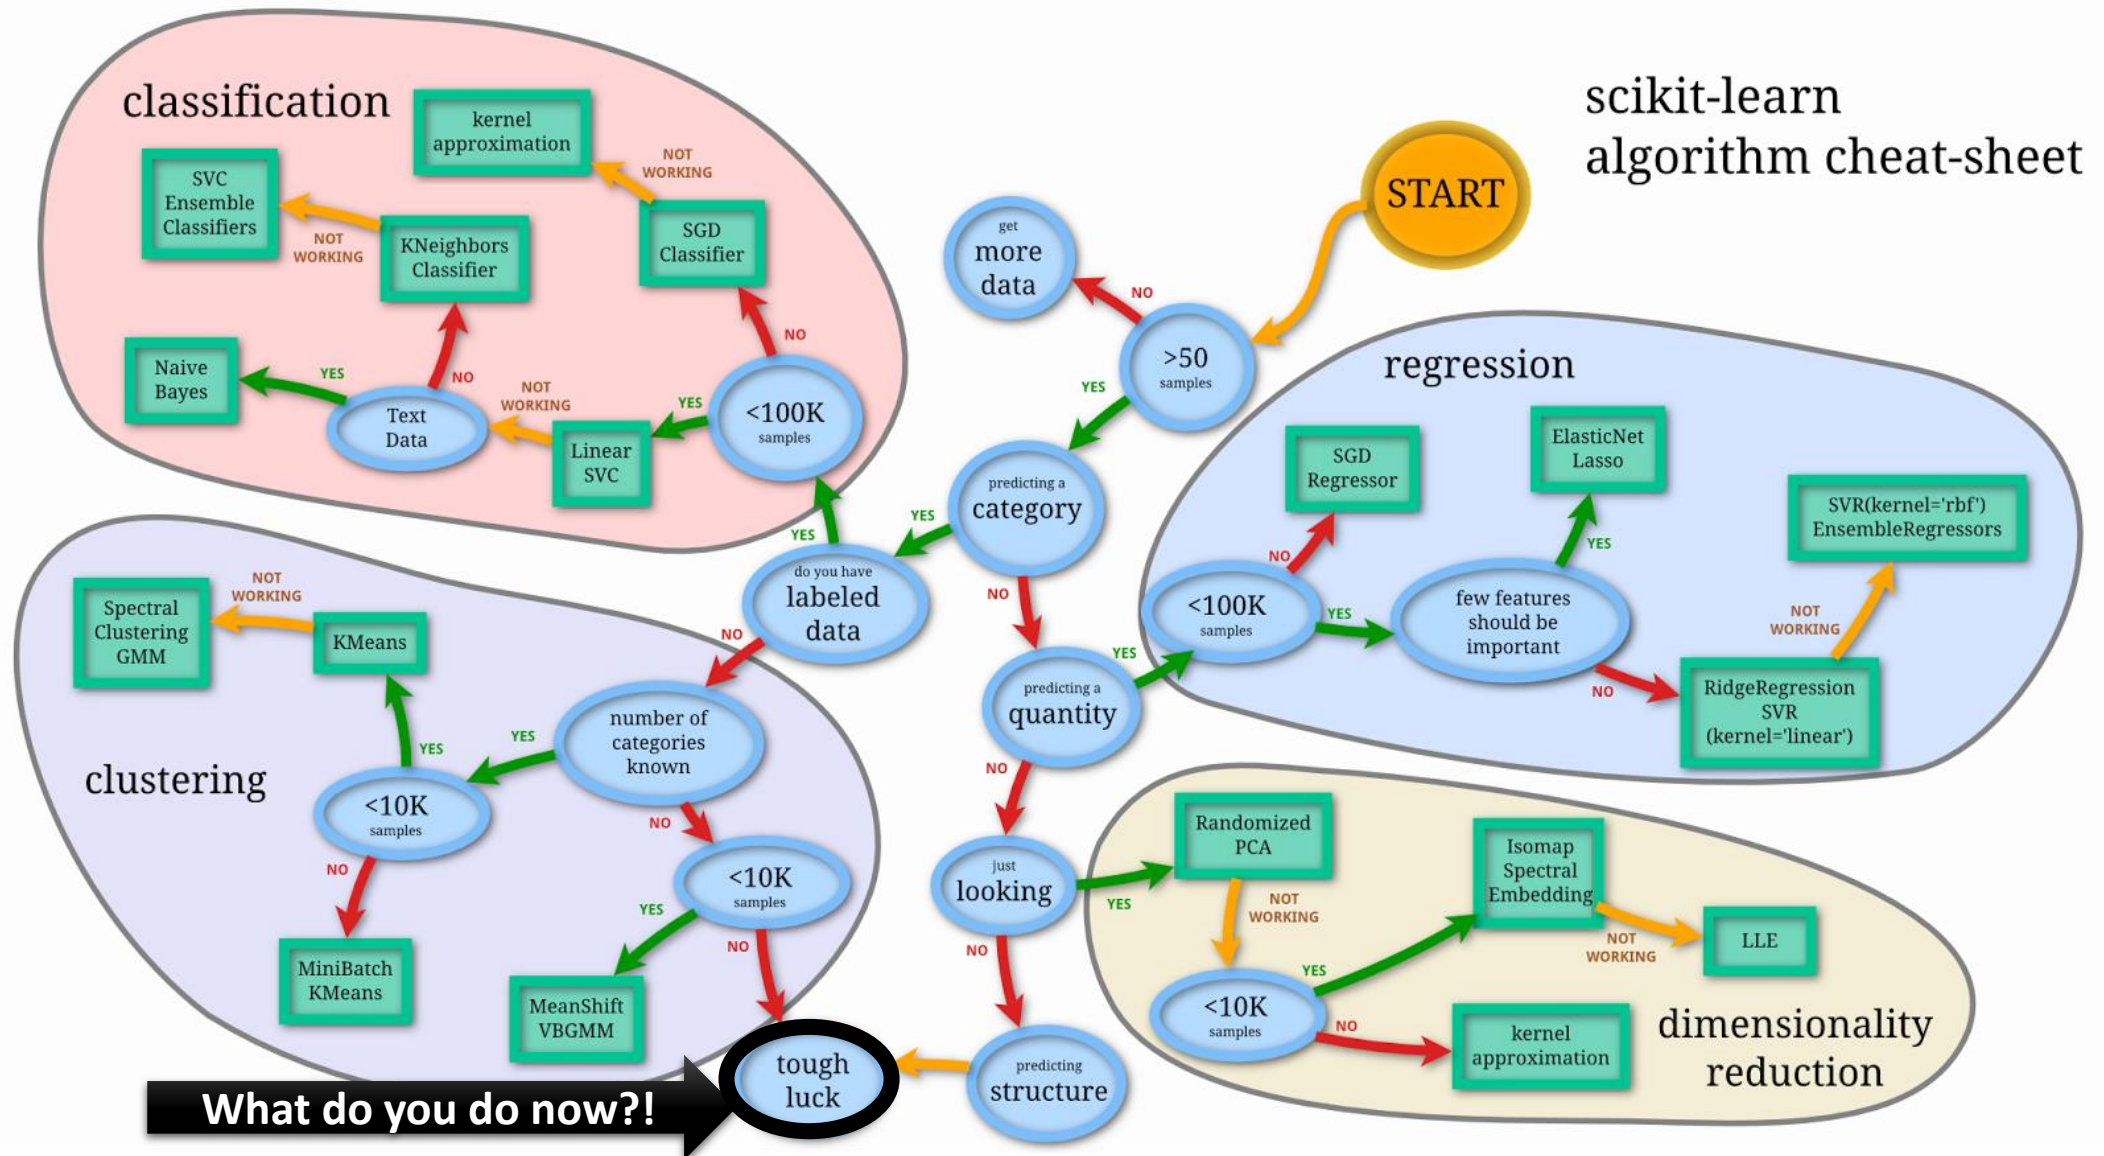 scikit-learn
algorithm cheat-sheet
START
classification
kernel
approximation
NOT
WORKING
SVC
Ensemble
Classifiers
NOT
WORKING
KNeighbors
Classifier
SGD
Classifier
NO
Naive
Bayes
YES
Text
Data
NO
NOT
WORKING
Linear
SVC
YES
<100K
samples
YES
get
more
data
NO
>50
samples
YES
predicting a
category
YES
NO
do you have
labeled
data
NO
predicting a
quantity
YES
NO
just
looking
YES
NO
predicting
structure
tough
luck
What do you do now?!
regression
SGD
Regressor
NO
<100K
samples
YES
few features
should be
important
YES
ElasticNet
Lasso
NO
RidgeRegression
SVR
(kernel='linear')
NOT
WORKING
SVR(kernel='rbf')
EnsembleRegressors
clustering
Spectral
Clustering
GMM
NOT
WORKING
KMeans
YES
<10K
samples
NO
MiniBatch
KMeans
YES
number of
categories
known
NO
<10K
samples
YES
NO
MeanShift
VBGMM
Randomized
PCA
NOT
WORKING
<10K
samples
YES
Isomap
Spectral
Embedding
NOT
WORKING
LLE
NO
kernel
approximation
dimensionality
reduction